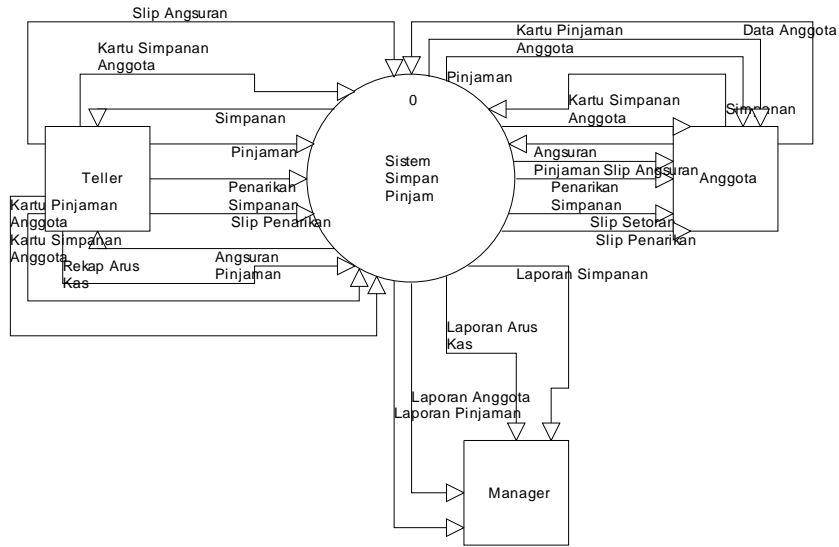 Slip Angsuran
Kartu Pinjaman
Anggota
Data Anggota
Kartu Simpanan
Anggota
Pinjaman
0
Kartu Simpanan
Anggota
Simpanan
Simpanan
Pinjaman
Sistem
Simpan
Pinjam
Angsuran
Pinjaman
Slip Angsuran
Teller
Anggota
Penarikan
Simpanan
Penarikan
Simpanan
Kartu Pinjaman
Anggota
Slip Penarikan
Slip Setoran
Kartu Simpanan
Anggota
Slip Penarikan
Rekap Arus
Kas
Angsuran
Pinjaman
Laporan Simpanan
Laporan Arus
Kas
Laporan Anggota
Laporan Pinjaman
Manager